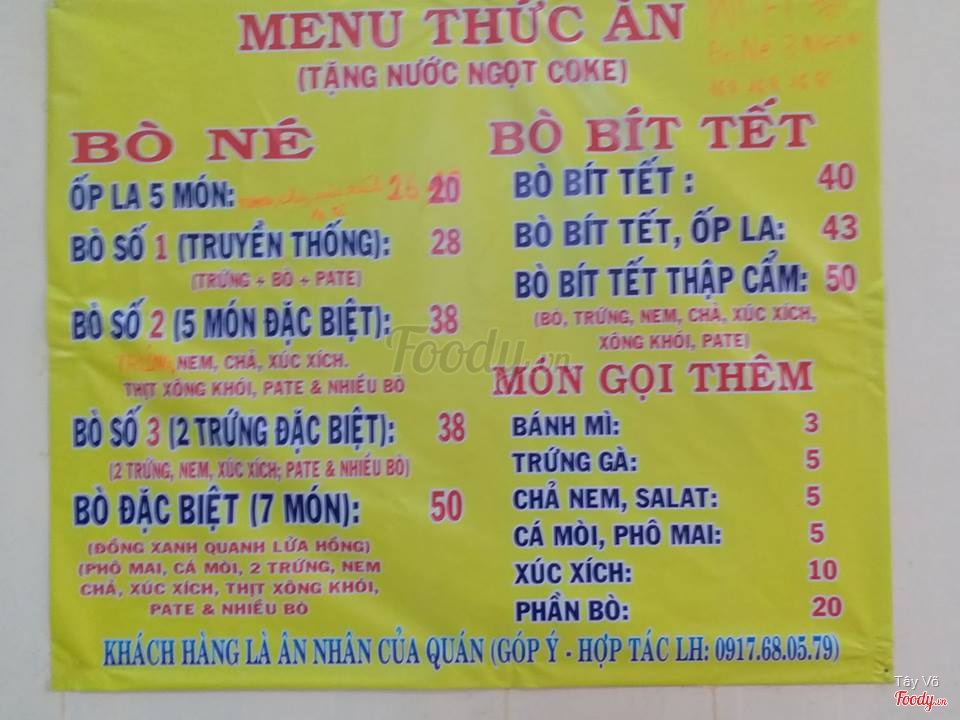 MENU THỨC ĂN
(TẶNG NƯỚC NGỌT COKE)
BÒ NÉ
ỐP LA 5 MÓN: 26 20
BÒ SỐ 1 (TRUYỀN THỐNG): 28
(TRỨNG + BÒ + PATE)
BÒ SỐ 2 (5 MÓN ĐẶC BIỆT): 38
TRỨNG, NEM, CHẢ, XÚC XÍCH.
THỊT XÔNG KHÓI, PATE & NHIỀU BÒ
BÒ SỐ 3 (2 TRỨNG ĐẶC BIỆT): 38
(2 TRỨNG, NEM, XÚC XÍCH; PATE & NHIỀU BÒ)
BÒ ĐẶC BIỆT (7 MÓN): 50
(ĐỒNG XANH QUANH LỬA HỒNG)
(PHÔ MAI, CÁ MÒI, 2 TRỨNG, NEM
CHẢ, XÚC XÍCH, THỊT XÔNG KHÓI,
PATE & NHIỀU BÒ
BÒ BÍT TẾT
BÒ BÍT TẾT : 40
BÒ BÍT TẾT, ỐP LA: 43
BÒ BÍT TẾT THẬP CẨM: 50
(BÒ, TRỨNG, NEM, CHẢ, XÚC XÍCH,
XÔNG KHÓI, PATE)
MÓN GỌI THÊM
BÁNH MÌ: 3
TRỨNG GÀ: 5
CHẢ NEM, SALAT: 5
CÁ MÒI, PHÔ MAI: 5
XÚC XÍCH: 10
PHẦN BÒ: 20
KHÁCH HÀNG LÀ ÂN NHÂN CỦA QUÁN (GÓP Ý - HỢP TÁC LH: 0917.68.05.79)
Foody.vn
Tây Võ
Foody.vn